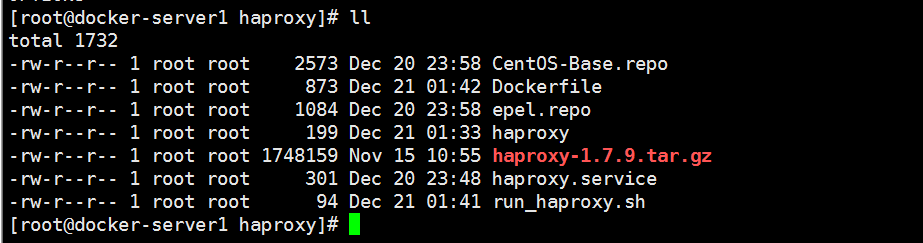 [root@docker-server1 haproxy]# ll
total 1732
-rw-r--r-- 1 root root    2573 Dec 20 23:58 CentOS-Base.repo
-rw-r--r-- 1 root root     873 Dec 21 01:42 Dockerfile
-rw-r--r-- 1 root root    1084 Dec 20 23:58 epel.repo
-rw-r--r-- 1 root root     199 Dec 21 01:33 haproxy
-rw-r--r-- 1 root root 1748159 Nov 15 10:55 haproxy-1.7.9.tar.gz
-rw-r--r-- 1 root root     301 Dec 20 23:48 haproxy.service
-rw-r--r-- 1 root root      94 Dec 21 01:41 run_haproxy.sh
[root@docker-server1 haproxy]#